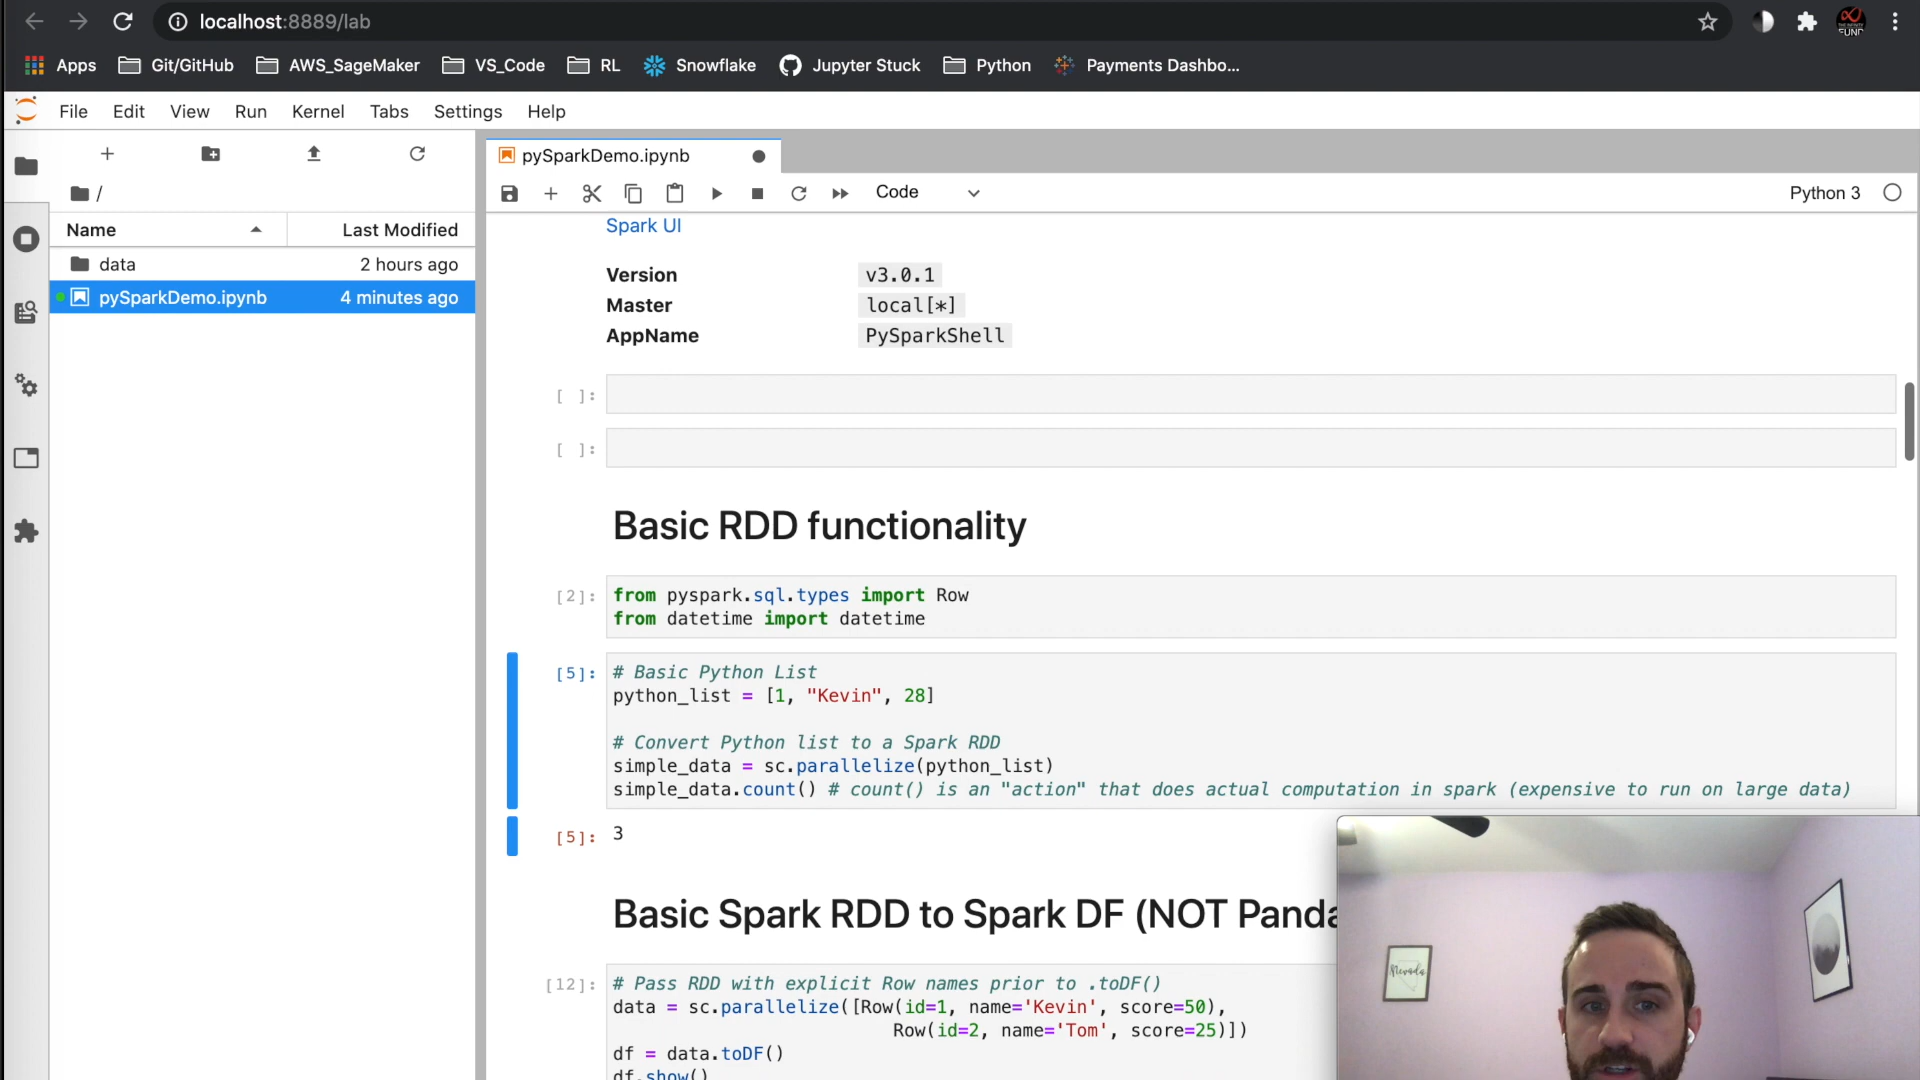 localhost:8889/lab
Apps Git/GitHub AWS_SageMaker VS_Code RL Snowflake Jupyter Stuck Python Payments Dashbo...
File Edit View Run Kernel Tabs Settings Help
pySparkDemo.ipynb
/
Code
Python 3
Name Last Modified
data 2 hours ago
pySparkDemo.ipynb 4 minutes ago
Spark UI
Version v3.0.1
Master local[*]
AppName PySparkShell
[ ]:
[ ]:
Basic RDD functionality
[2]: from pyspark.sql.types import Row
from datetime import datetime
[5]: # Basic Python List
python_list = [1, "Kevin", 28]
# Convert Python list to a Spark RDD
simple_data = sc.parallelize(python_list)
simple_data.count() # count() is an "action" that does actual computation in spark (expensive to run on large data)
[5]: 3
Basic Spark RDD to Spark DF (NOT Panda
[12]: # Pass RDD with explicit Row names prior to .toDF()
data = sc.parallelize([Row(id=1, name='Kevin', score=50),
Row(id=2, name='Tom', score=25)])
df = data.toDF()
df.show()
Nevada